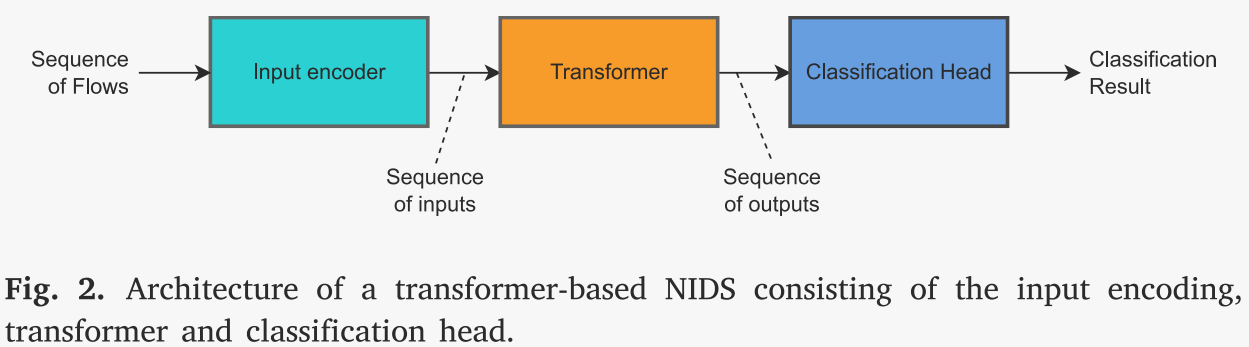 Sequence
of Flows
Input encoder
Transformer
Classification Head
Classification
Result
Sequence
of inputs
Sequence
of outputs
Fig. 2. Architecture of a transformer-based NIDS consisting of the input encoding,
transformer and classification head.